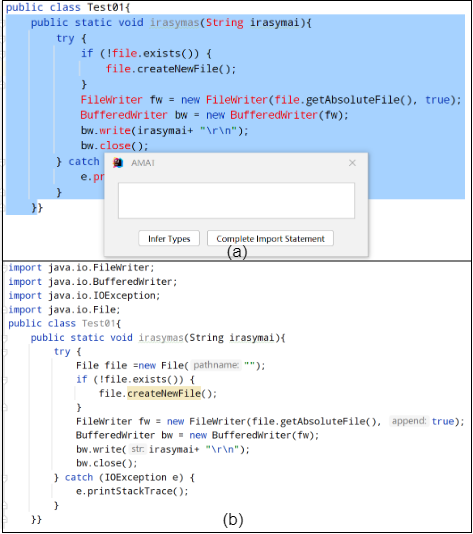 public class Test01{
public static void irasymas(String irasymai){
try {
if (!file.exists()) {
file.createNewFile();
}
FileWriter fw = new FileWriter(file.getAbsoluteFile(), true);
BufferedWriter bw = new BufferedWriter(fw);
bw.write(irasymai+ "\r\n");
bw.close();
} catch
e.pr
}
}}
AMAI
Infer Types Complete Import Statement
(a)
import java.io.FileWriter;
import java.io.BufferedWriter;
import java.io.IOException;
import java.io.File;
public class Test01{
public static void irasymas(String irasymai){
try {
File file =new File( pathname: "");
if (!file.exists()) {
file.createNewFile();
}
FileWriter fw = new FileWriter(file.getAbsoluteFile(), append: true);
BufferedWriter bw = new BufferedWriter(fw);
bw.write( str: irasymai+ "\r\n");
bw.close();
} catch (IOException e) {
e.printStackTrace();
}
}}
(b)